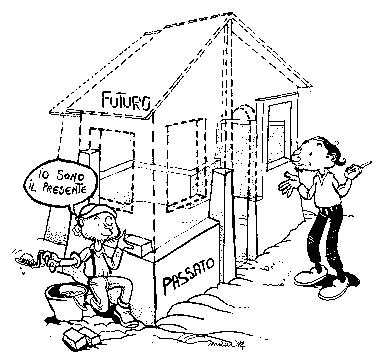 FUTURO
IO SONO
IL PRESENTE
PASSATO